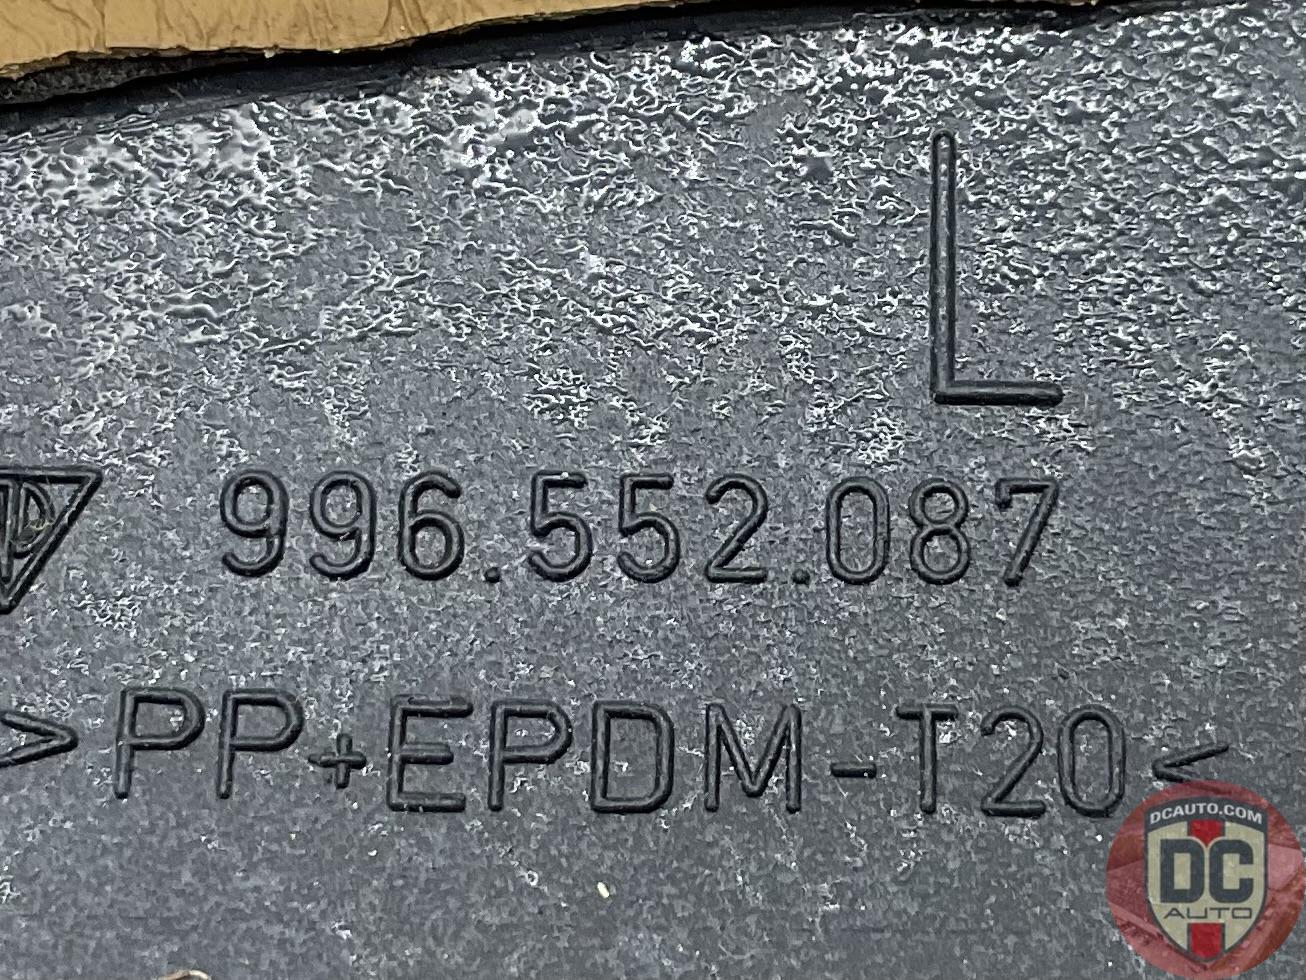 L
996.552.087
>PP+EPDM-T20<
DCAUTO.COM
DC
AUTO